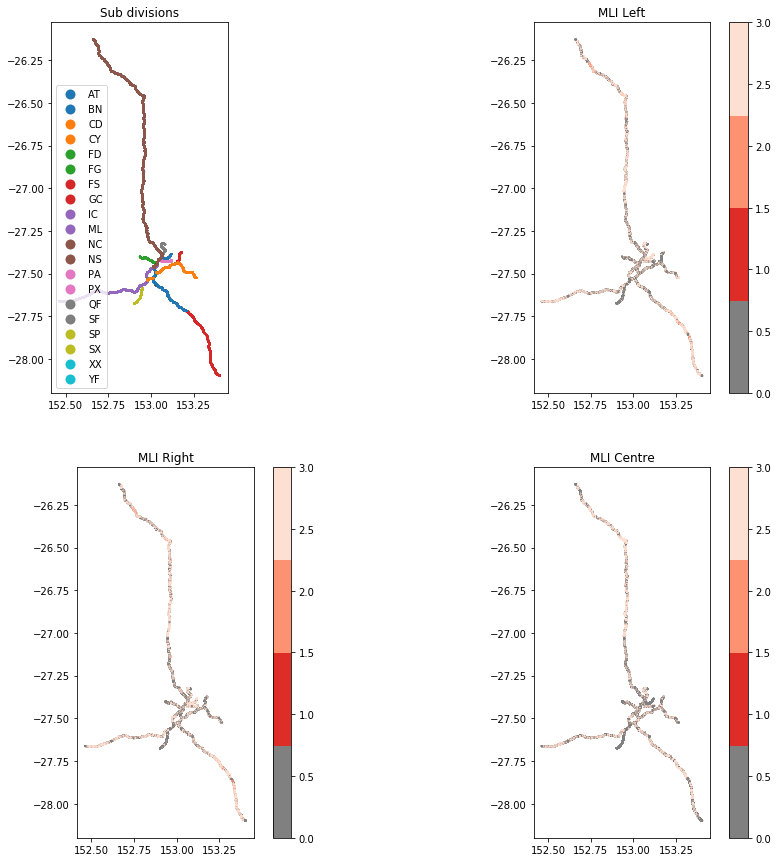 Sub divisions
−26.25
−26.50
−26.75
−27.00
−27.25
−27.50
−27.75
−28.00
AT
BN
CD
CY
FD
FG
FS
GC
IC
ML
NC
NS
PA
PX
QF
SF
SP
SX
XX
YF
152.50 152.75 153.00 153.25
MLI Left
−26.25
−26.50
−26.75
−27.00
−27.25
−27.50
−27.75
−28.00
152.50 152.75 153.00 153.25
3.0
2.5
2.0
1.5
1.0
0.5
0.0
MLI Right
−26.25
−26.50
−26.75
−27.00
−27.25
−27.50
−27.75
−28.00
152.50 152.75 153.00 153.25
3.0
2.5
2.0
1.5
1.0
0.5
0.0
MLI Centre
−26.25
−26.50
−26.75
−27.00
−27.25
−27.50
−27.75
−28.00
152.50 152.75 153.00 153.25
3.0
2.5
2.0
1.5
1.0
0.5
0.0